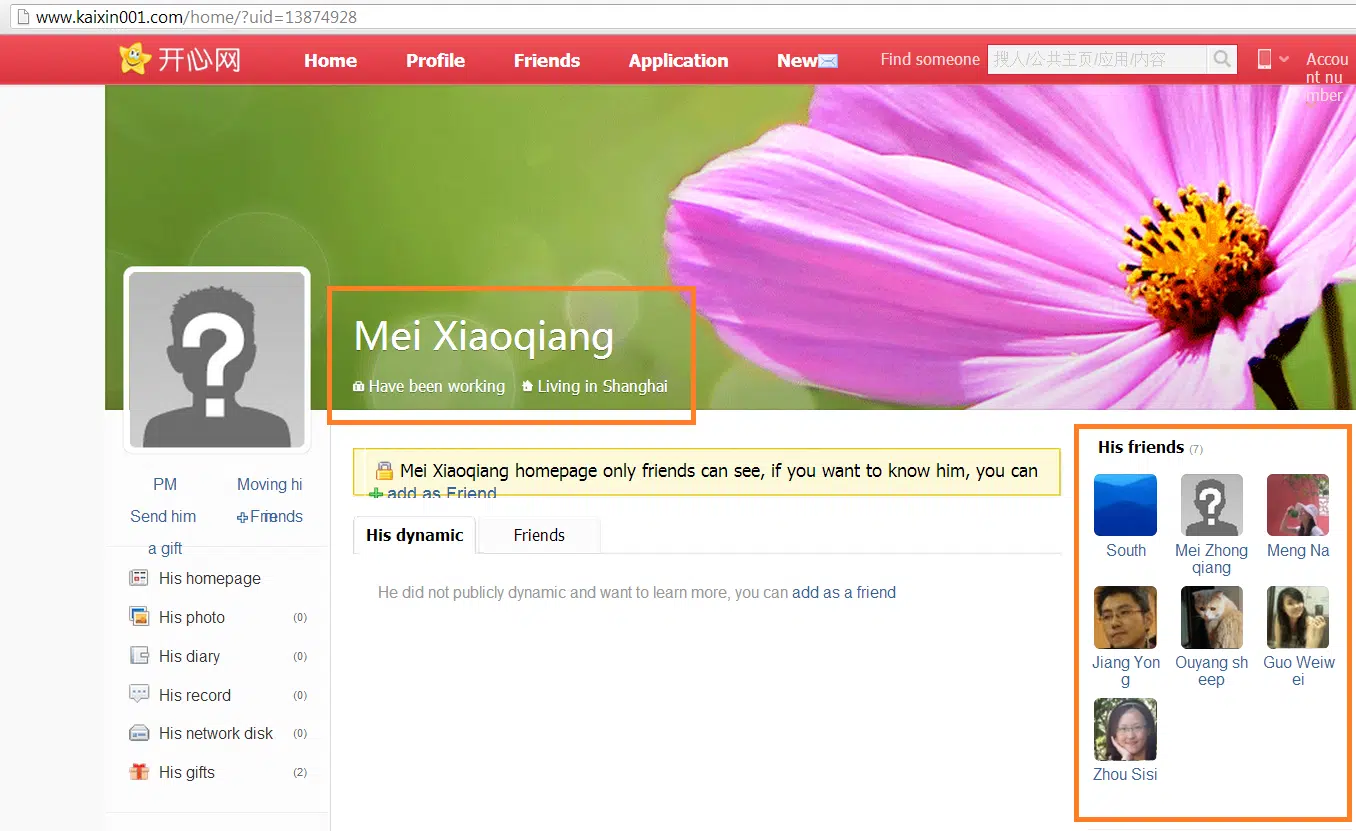 www.kaixin001.com/home/?uid=13874928
开心网 Home Profile Friends Application New Find someone 搜人/公共主页/应用/内容
Accou
nt nu
mber
Mei Xiaoqiang
Have been working Living in Shanghai
PM Moving hi
Send him Friends
a gift
His homepage
His photo (0)
His diary (0)
His record (0)
His network disk (0)
His gifts (2)
Mei Xiaoqiang homepage only friends can see, if you want to know him, you can
add as Friend
His dynamic Friends
He did not publicly dynamic and want to learn more, you can add as a friend
His friends (7)
South Mei Zhong Meng Na
qiang
Jiang Yon Ouyang sh Guo Weiw
g eep ei
Zhou Sisi